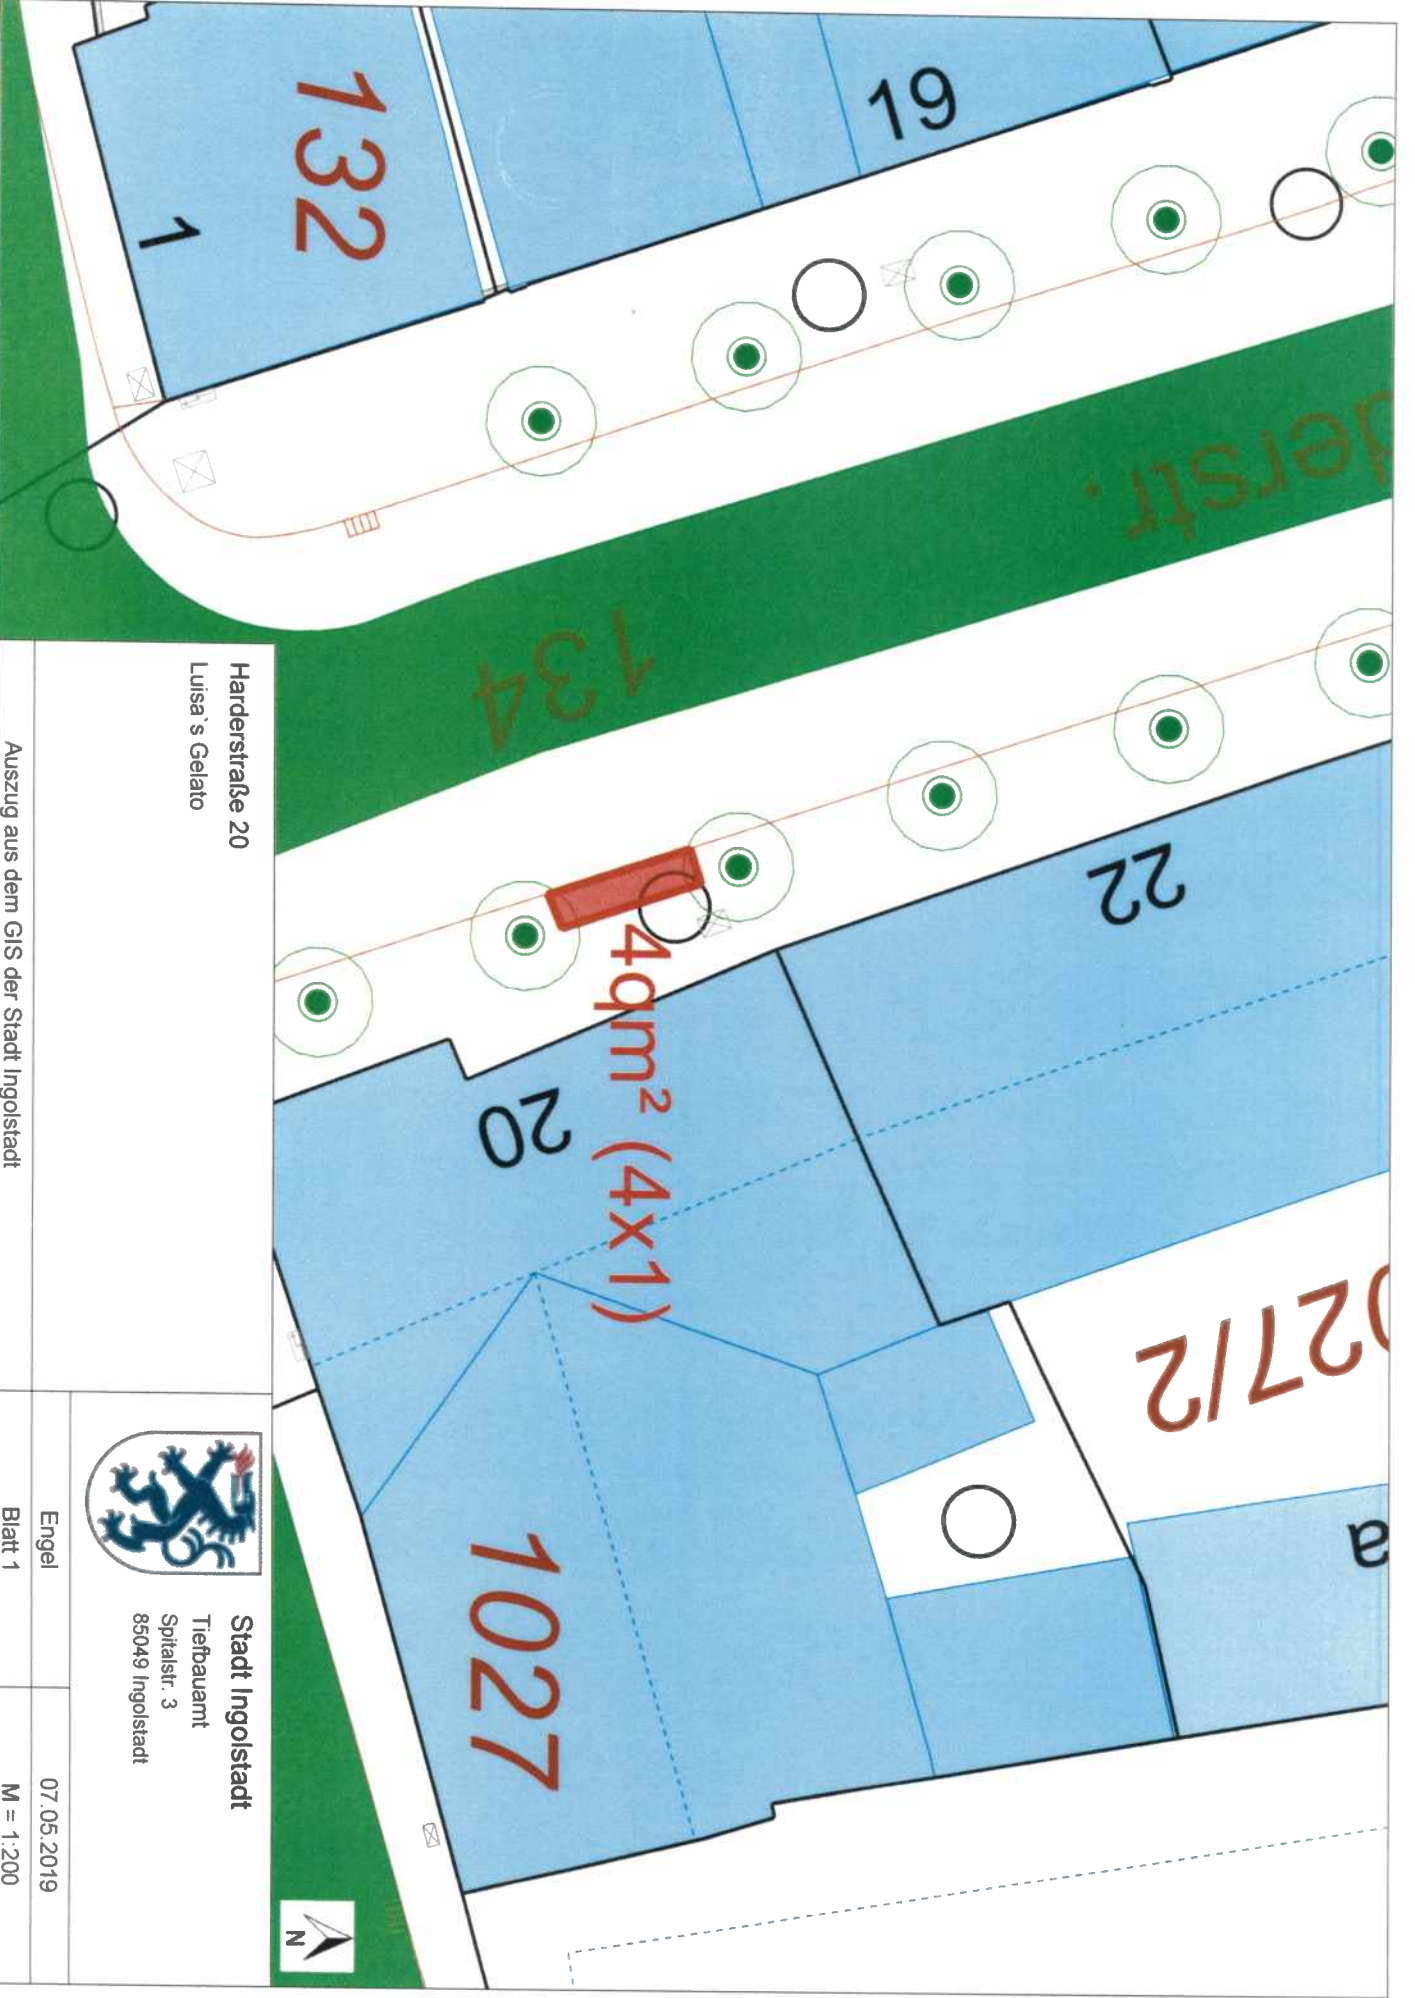 19
132
1
derstr.
134
22
20
4qm² (4x1)
027/2
a
1027
N
Harderstraße 20
Luisa`s Gelato
Auszug aus dem GIS der Stadt Ingolstadt
Stadt Ingolstadt
Tiefbauamt
Spitalstr. 3
85049 Ingolstadt
Engel
07.05.2019
Blatt 1
M = 1:200